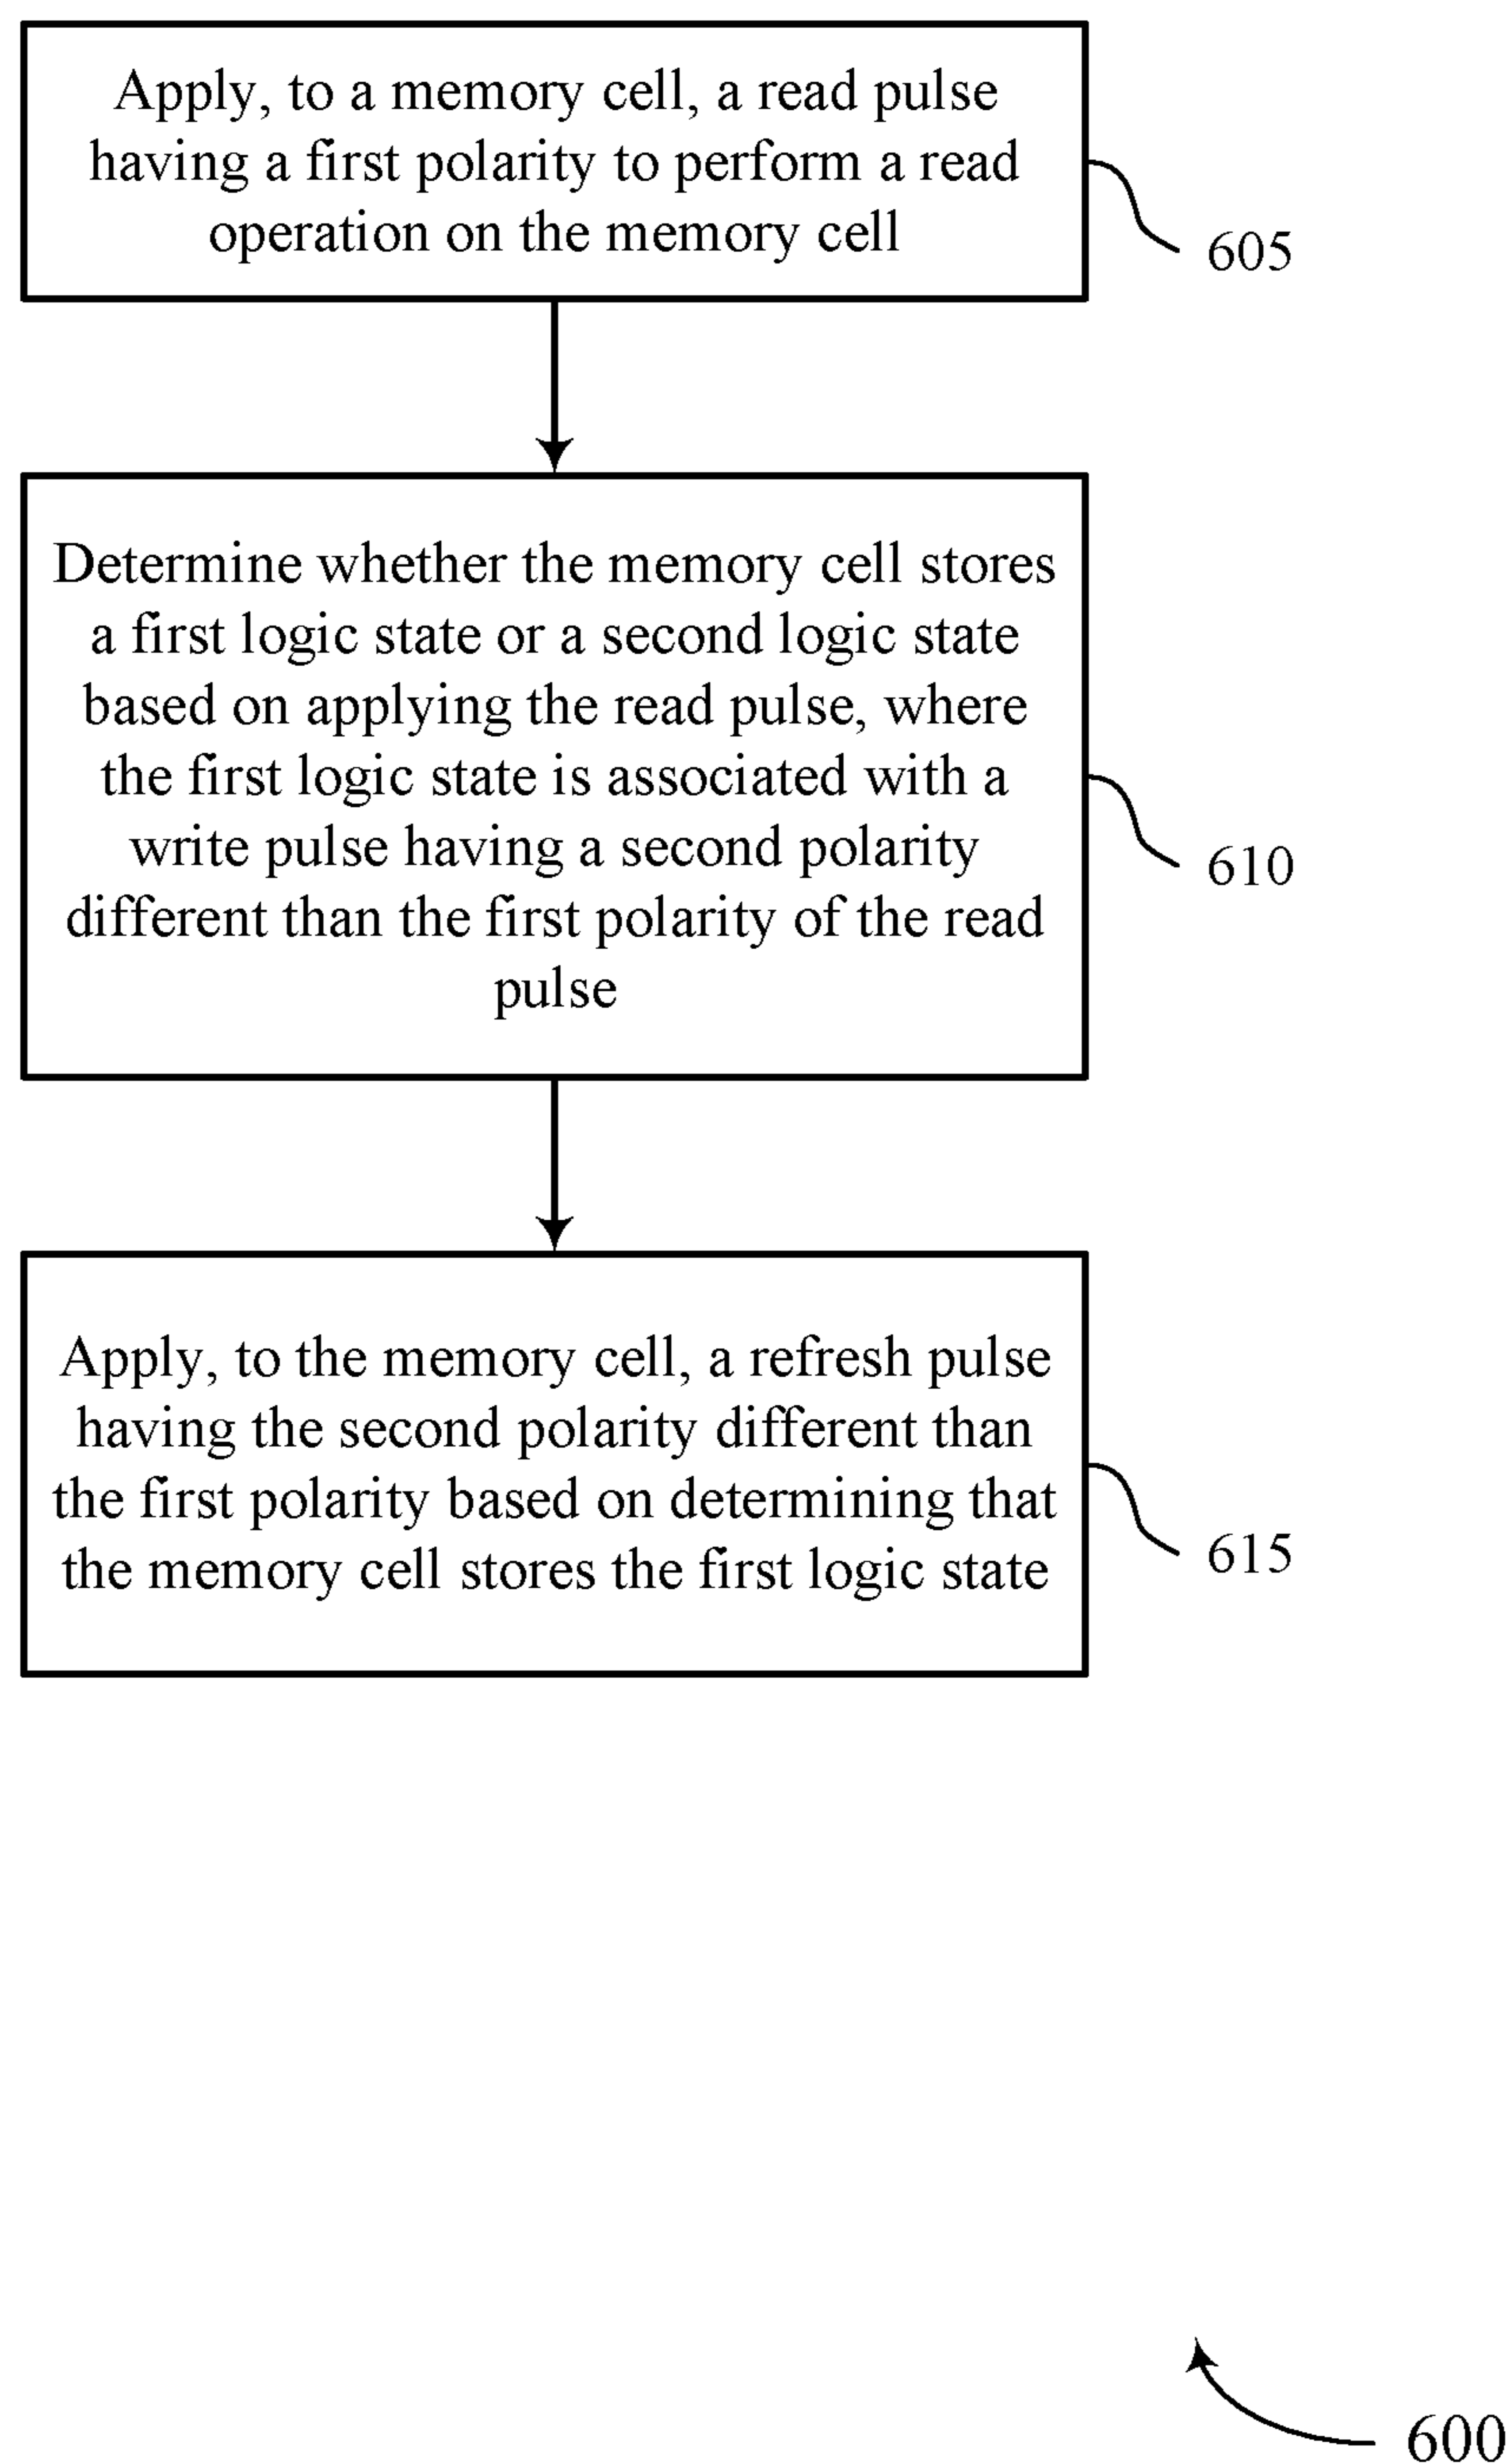 Apply, to a memory cell, a read pulse
having a first polarity to perform a read
operation on the memory cell
605
Determine whether the memory cell stores
a first logic state or a second logic state
based on applying the read pulse, where
the first logic state is associated with a
write pulse having a second polarity
different than the first polarity of the read
pulse
610
Apply, to the memory cell, a refresh pulse
having the second polarity different than
the first polarity based on determining that
the memory cell stores the first logic state
615
600